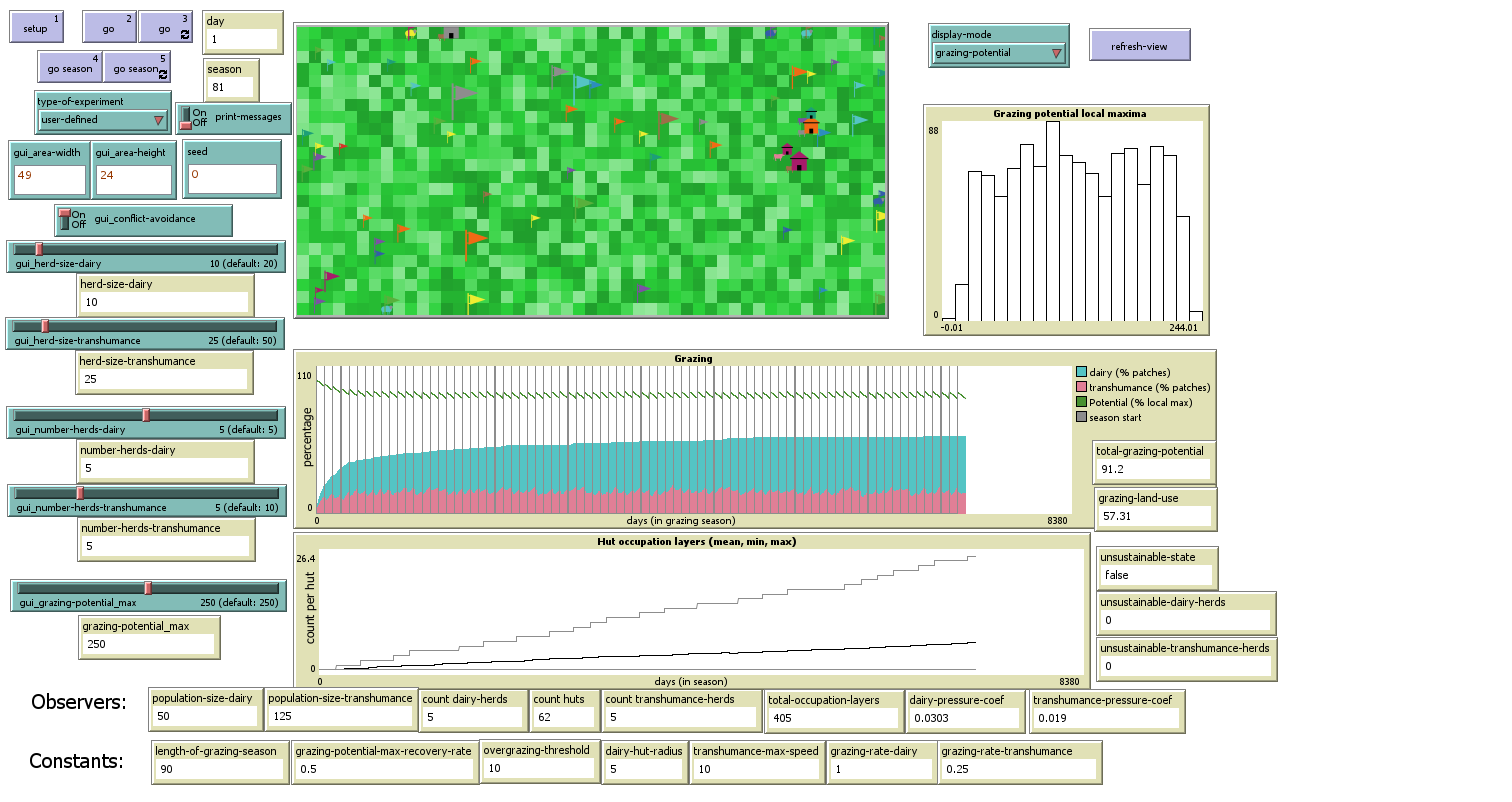 setup 1
go 2
go 3
day
1
go season 4
go season 5
season
81
type-of-experiment
user-defined
On
Off
print-messages
gui_area-width
49
gui_area-height
24
seed
0
On
Off
gui_conflict-avoidance
gui_herd-size-dairy 10 (default: 20)
herd-size-dairy
10
gui_herd-size-transhumance 25 (default: 50)
herd-size-transhumance
25
gui_number-herds-dairy 5 (default: 5)
number-herds-dairy
5
gui_number-herds-transhumance 5 (default: 10)
number-herds-transhumance
5
gui_grazing-potential_max 250 (default: 250)
grazing-potential_max
250
display-mode
grazing-potential
refresh-view
Grazing potential local maxima
88
0
-0.01 244.01
Grazing
110
percentage
0
0 days (in grazing season) 8380
dairy (% patches)
transhumance (% patches)
Potential (% local max)
season start
total-grazing-potential
91.2
grazing-land-use
57.31
Hut occupation layers (mean, min, max)
26.4
count per hut
0
0 days (in season) 8380
unsustainable-state
false
unsustainable-dairy-herds
0
unsustainable-transhumance-herds
0
Observers:
population-size-dairy
50
population-size-transhumance
125
count dairy-herds
5
count huts
62
count transhumance-herds
5
total-occupation-layers
405
dairy-pressure-coef
0.0303
transhumance-pressure-coef
0.019
Constants:
length-of-grazing-season
90
grazing-potential-max-recovery-rate
0.5
overgrazing-threshold
10
dairy-hut-radius
5
transhumance-max-speed
10
grazing-rate-dairy
1
grazing-rate-transhumance
0.25